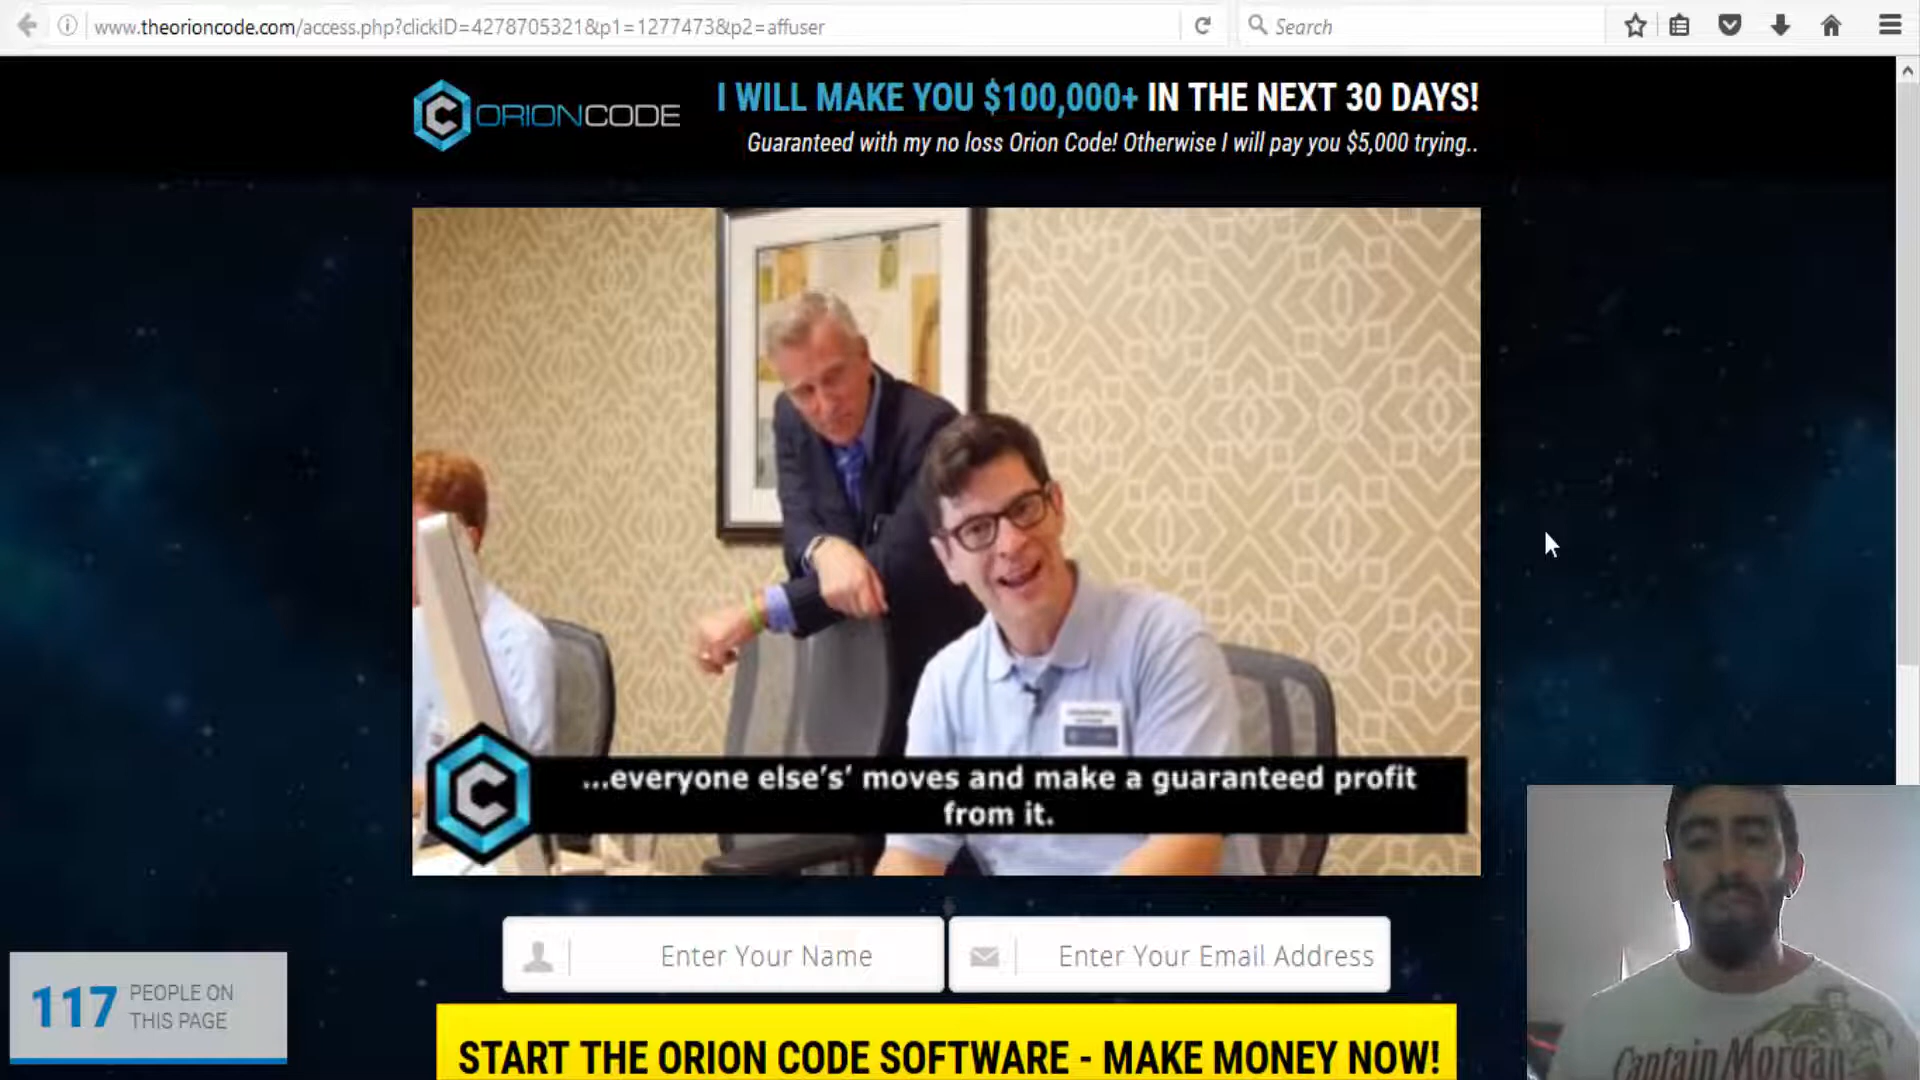 www.theorioncode.com/access.php?clickID=4278705321&p1=1277473&p2=affuser
Search
ORIONCODE
I WILL MAKE YOU $100,000+ IN THE NEXT 30 DAYS!
Guaranteed with my no loss Orion Code! Otherwise I will pay you $5,000 trying..
...everyone else's' moves and make a guaranteed profit
from it.
Enter Your Name
Enter Your Email Address
117 PEOPLE ON
THIS PAGE
START THE ORION CODE SOFTWARE - MAKE MONEY NOW!
Captain Morgan